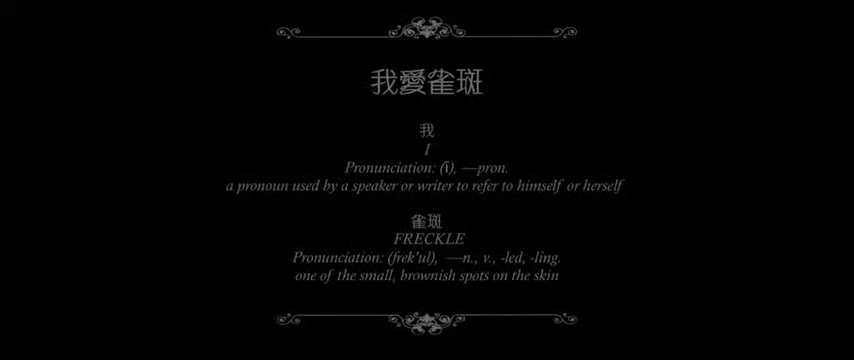 我愛雀斑
我
I
Pronunciation: (ī), —pron.
a pronoun used by a speaker or writer to refer to himself or herself
雀斑
FRECKLE
Pronunciation: (frek'ul), —n., v., -led, -ling.
one of the small, brownish spots on the skin